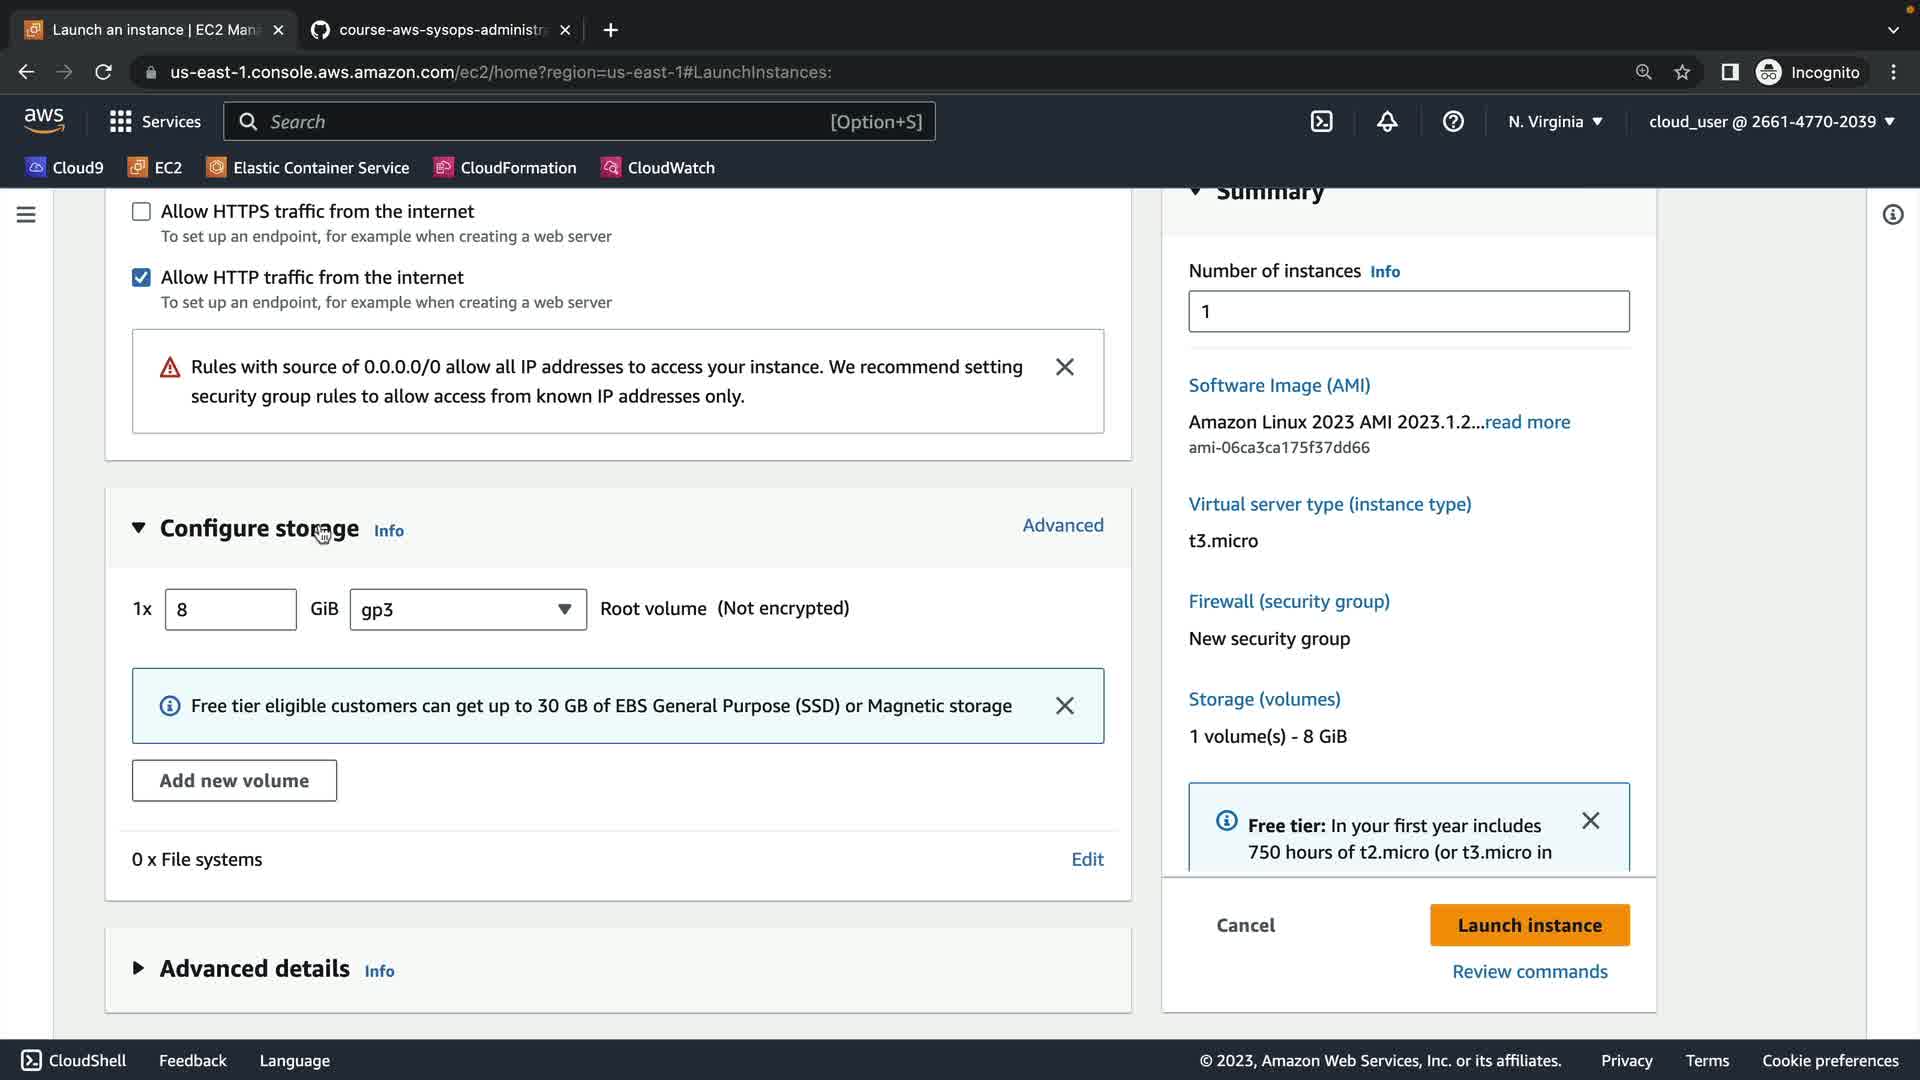 Launch an instance | EC2 Mana
course-aws-sysops-administra
us-east-1.console.aws.amazon.com/ec2/home?region=us-east-1#LaunchInstances:
Incognito
aws
Services
Search
[Option+S]
N. Virginia
cloud_user @ 2661-4770-2039
Cloud9
EC2
Elastic Container Service
CloudFormation
CloudWatch
Allow HTTPS traffic from the internet
To set up an endpoint, for example when creating a web server
Allow HTTP traffic from the internet
To set up an endpoint, for example when creating a web server
Rules with source of 0.0.0.0/0 allow all IP addresses to access your instance. We recommend setting
security group rules to allow access from known IP addresses only.
Configure storage Info
Advanced
1x 8 GiB gp3 Root volume (Not encrypted)
Free tier eligible customers can get up to 30 GB of EBS General Purpose (SSD) or Magnetic storage
Add new volume
0 x File systems
Edit
Advanced details Info
Summary
Number of instances Info
1
Software Image (AMI)
Amazon Linux 2023 AMI 2023.1.2...read more
ami-06ca3ca175f37dd66
Virtual server type (instance type)
t3.micro
Firewall (security group)
New security group
Storage (volumes)
1 volume(s) - 8 GiB
Free tier: In your first year includes
750 hours of t2.micro (or t3.micro in
Cancel
Launch instance
Review commands
CloudShell
Feedback
Language
© 2023, Amazon Web Services, Inc. or its affiliates.
Privacy
Terms
Cookie preferences